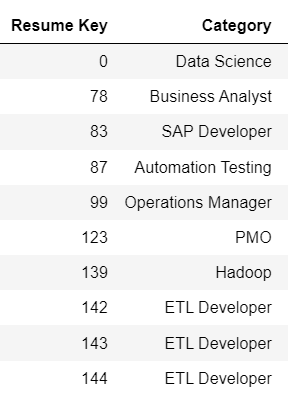 Resume Key Category
0 Data Science
78 Business Analyst
83 SAP Developer
87 Automation Testing
99 Operations Manager
123 PMO
139 Hadoop
142 ETL Developer
143 ETL Developer
144 ETL Developer